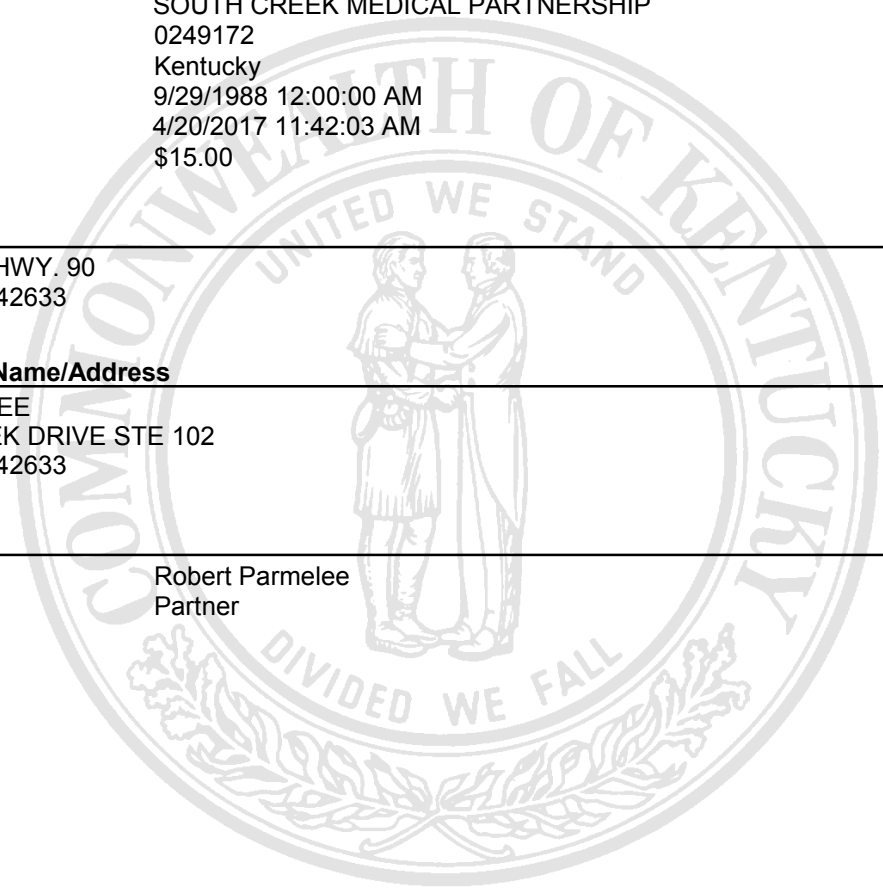 SOUTH CREEK MEDICAL PARTNERSHIP
0249172
Kentucky
9/29/1988 12:00:00 AM
4/20/2017 11:42:03 AM
$15.00
HWY. 90
42633
Name/Address
EE
EK DRIVE STE 102
42633
Robert Parmelee
Partner
COMMONWEALTH OF KENTUCKY
UNITED WE STAND
DIVIDED WE FALL